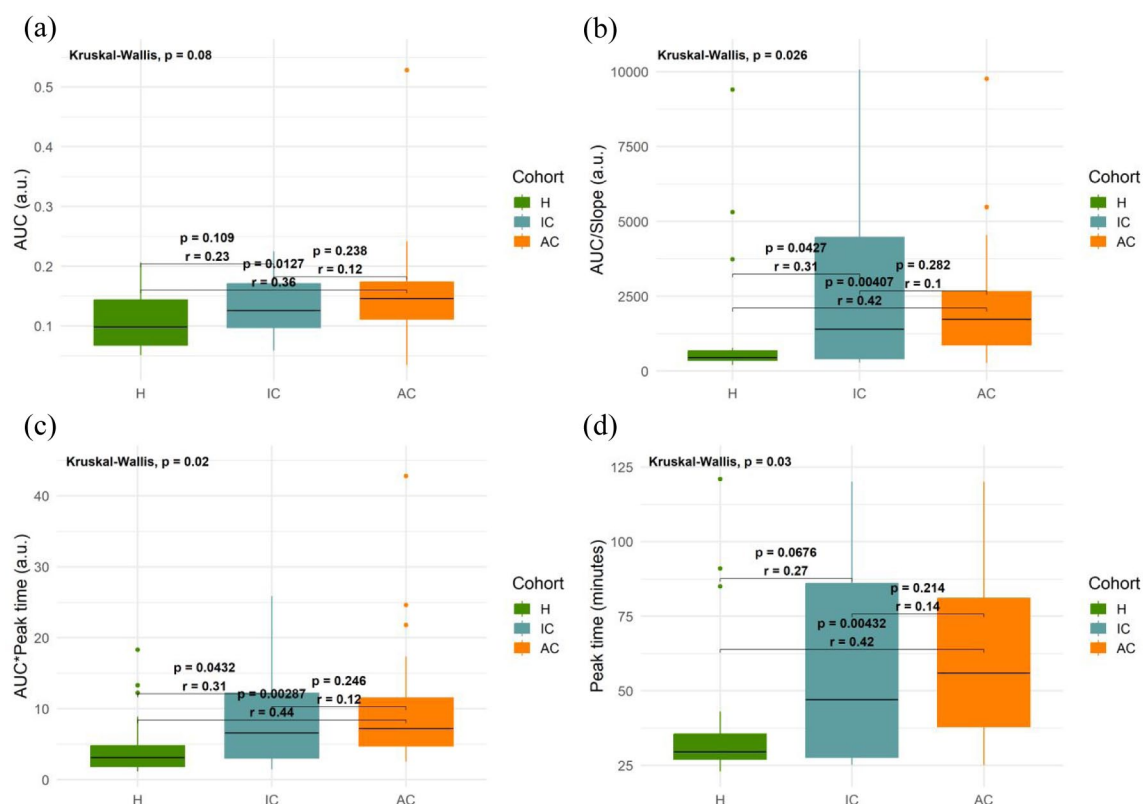 (a)
Kruskal-Wallis, p = 0.08
AUC (a.u.)
0.5
0.4
0.3
0.2
0.1
p = 0.109
r = 0.23
p = 0.0127
r = 0.36
p = 0.238
r = 0.12
H
IC
AC
Cohort
H
IC
AC
(b)
Kruskal-Wallis, p = 0.026
AUC/Slope (a.u.)
10000
7500
5000
2500
0
p = 0.0427
r = 0.31
p = 0.00407
r = 0.42
p = 0.282
r = 0.1
H
IC
AC
Cohort
H
IC
AC
(c)
Kruskal-Wallis, p = 0.02
AUC*Peak time (a.u.)
40
30
20
10
0
p = 0.0432
r = 0.31
p = 0.00287
r = 0.44
p = 0.246
r = 0.12
H
IC
AC
Cohort
H
IC
AC
(d)
Kruskal-Wallis, p = 0.03
Peak time (minutes)
125
100
75
50
25
p = 0.0676
r = 0.27
p = 0.00432
r = 0.42
p = 0.214
r = 0.14
H
IC
AC
Cohort
H
IC
AC